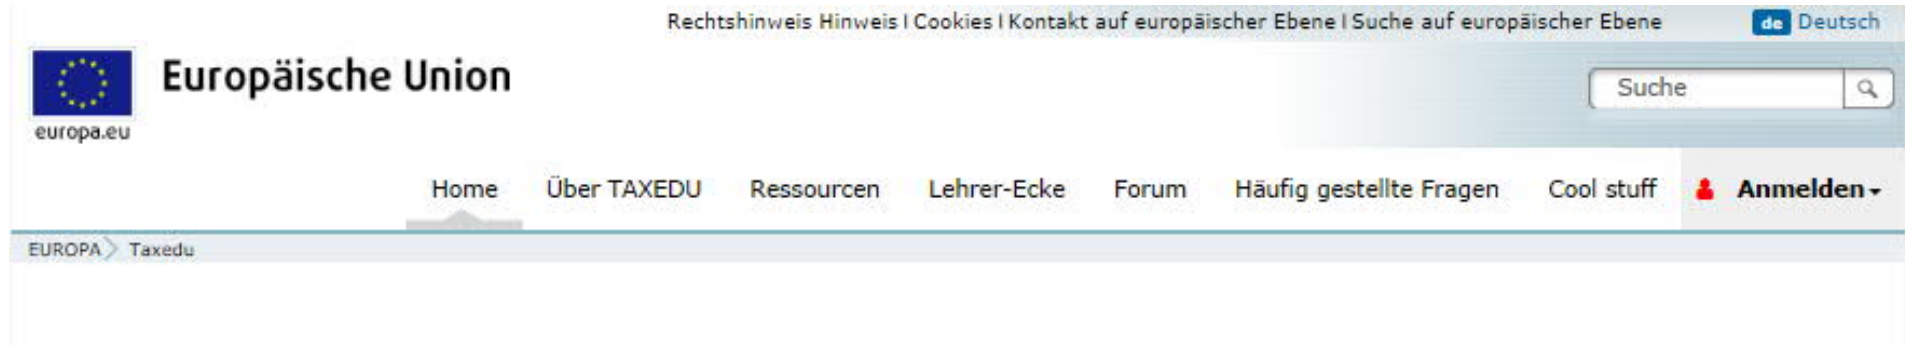 Rechtshinweis Hinweis I Cookies I Kontakt auf europäischer Ebene I Suche auf europäischer Ebene de Deutsch
Europäische Union
Suche
europa.eu
Home Über TAXEDU Ressourcen Lehrer-Ecke Forum Häufig gestellte Fragen Cool stuff Anmelden
EUROPA Taxedu